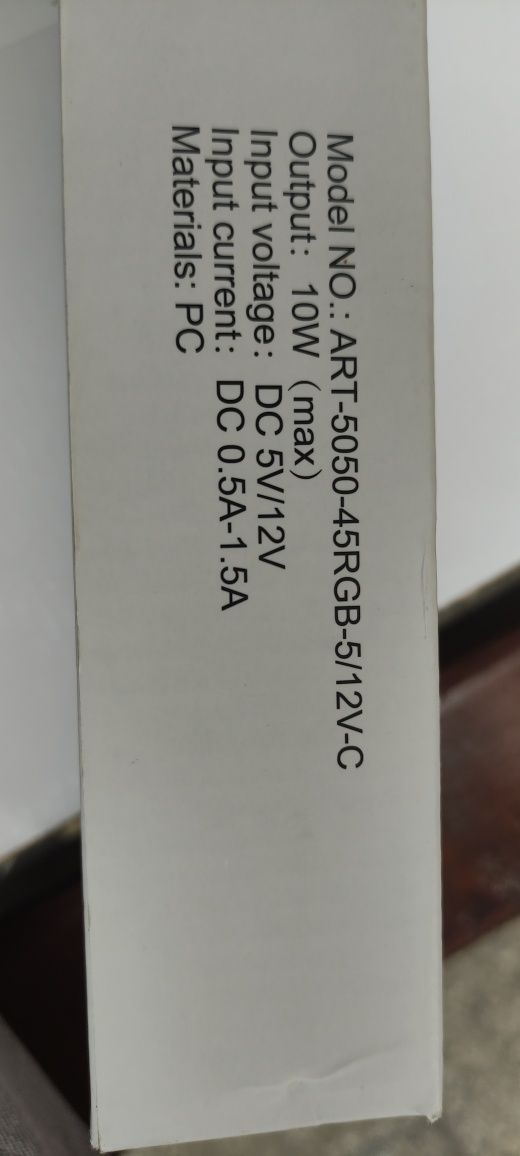 Model NO.: ART-5050-45RGB-5/12V-C
Output: 10W (max)
Input voltage: DC 5V/12V
Input current: DC 0.5A-1.5A
Materials: PC